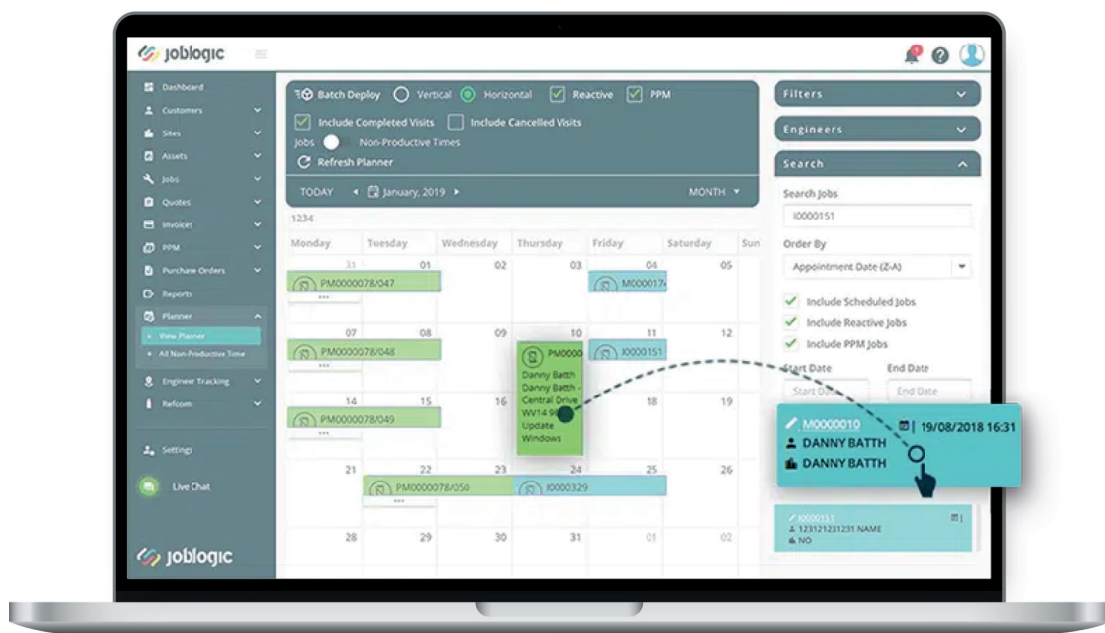 joblogic
1
Dashboard
Customers
Sites
Assets
Jobs
Quotes
Invoices
PPM
Purchase Orders
Reports
Planner
View Planner
All Non-Productive Time
Engineer Tracking
Refcom
Settings
Live Chat
joblogic
Batch Deploy Vertical Horizontal Reactive PPM
Include Completed Visits Include Cancelled Visits
Jobs Non-Productive Times
Refresh Planner
TODAY January, 2019 MONTH
1234
Monday Tuesday Wednesday Thursday Friday Saturday Sun
31 01 02 03 04 05
PM0000078/047 M000017
07 08 09 10 11 12
PM0000078/048 PM0000 I0000151
Danny Batth
Danny Batth -
Central Drive
WV14 9
Update
Windows
14 15 16 18 19
PM0000078/049
21 22 23 24 25 26
PM0000078/050 I0000329
28 29 30 31 01 02
Filters
Engineers
Search
Search Jobs
I0000151
Order By
Appointment Date (Z-A)
Include Scheduled Jobs
Include Reactive Jobs
Include PPM Jobs
Start Date End Date
Start Date End Date
M0000010 19/08/2018 16:31
DANNY BATTH
DANNY BATTH
I0000151
123121231231 NAME
NO